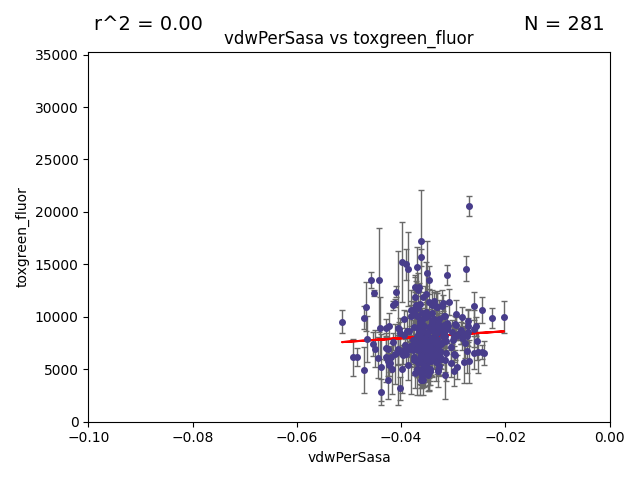 r^2 = 0.00
N = 281
vdwPerSasa vs toxgreen_fluor
35000
30000
25000
20000
15000
10000
5000
0
toxgreen_fluor
−0.10
−0.08
−0.06
−0.04
−0.02
0.00
vdwPerSasa